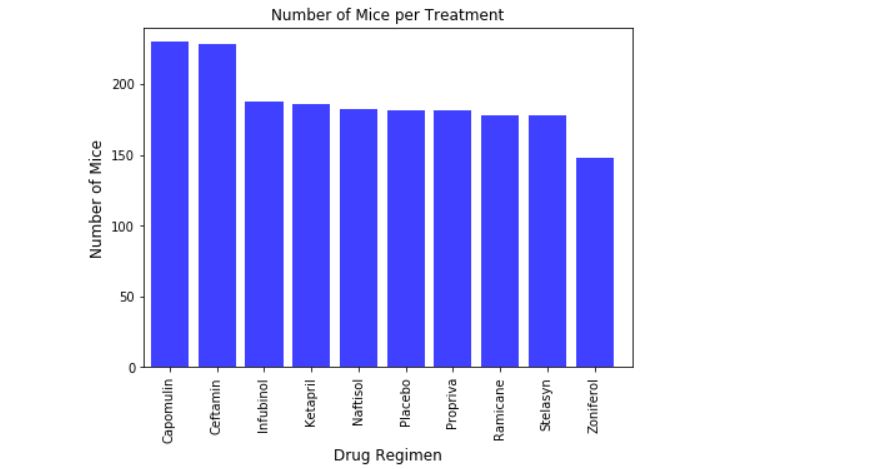 Number of Mice per Treatment
Number of Mice
200
150
100
50
0
Capomulin
Ceftamin
Infubinol
Ketapril
Naftisol
Placebo
Propriva
Ramicane
Stelasyn
Zoniferol
Drug Regimen